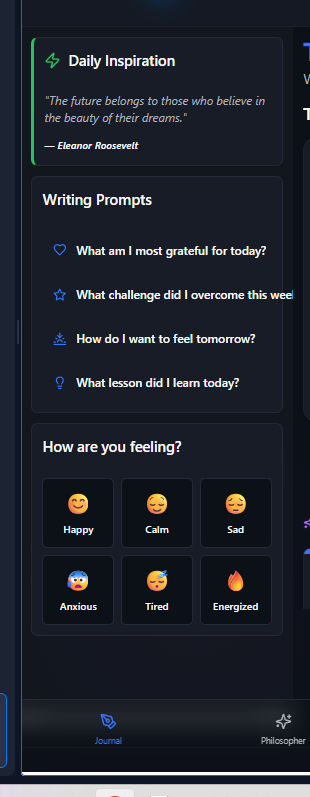 Daily Inspiration
"The future belongs to those who believe in
the beauty of their dreams."
— Eleanor Roosevelt
Writing Prompts
What am I most grateful for today?
What challenge did I overcome this
How do I want to feel tomorrow?
What lesson did I learn today?
How are you feeling?
Happy
Calm
Sad
Anxious
Tired
Energized
Journal
Philosopher